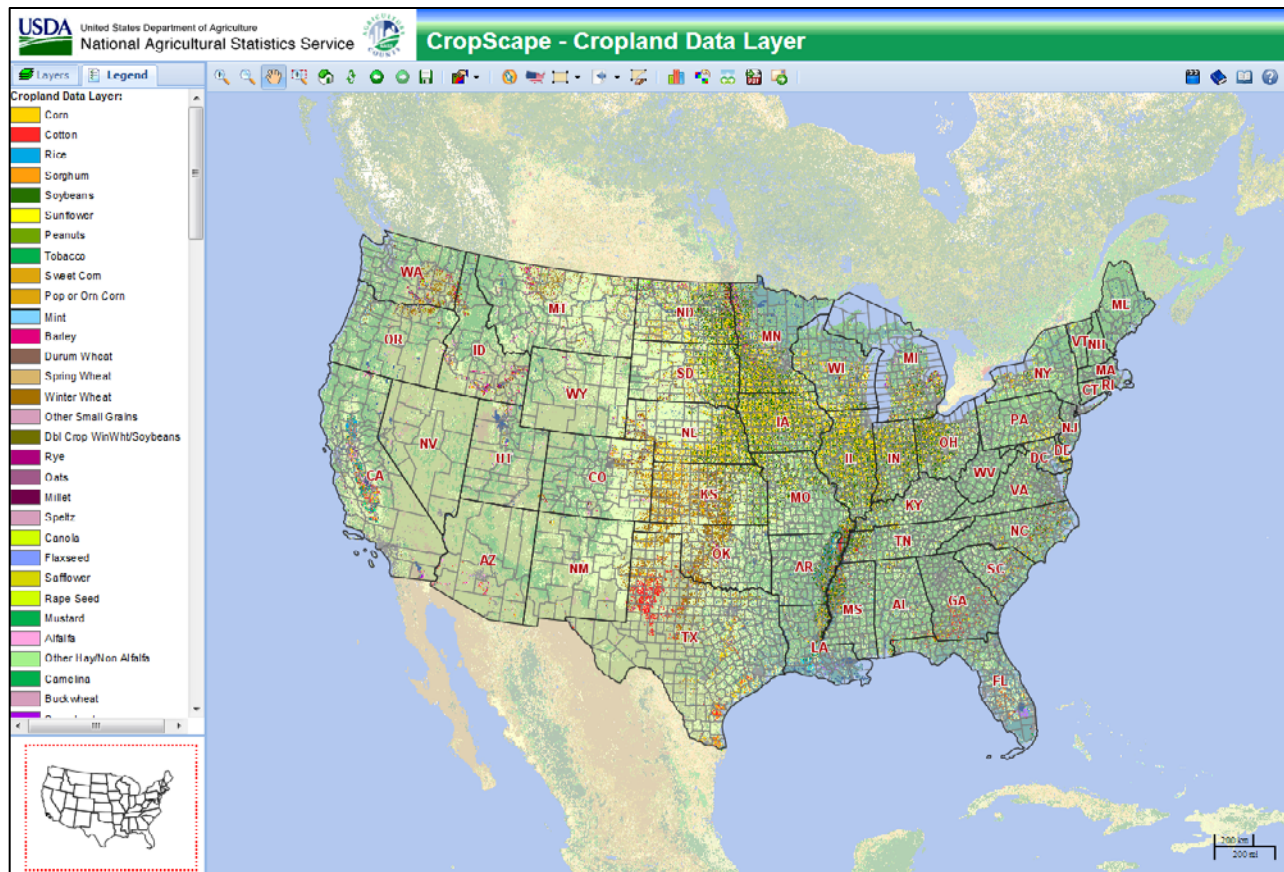 USDA
United States Department of Agriculture
National Agricultural Statistics Service
AGRICULTURE
COUNTS
CropScape - Cropland Data Layer
Layers
Legend
Cropland Data Layer:
Corn
Cotton
Rice
Sorghum
Soybeans
Sunflower
Peanuts
Tobacco
Sweet Corn
Pop or Orn Corn
Mint
Barley
Durum Wheat
Spring Wheat
Winter Wheat
Other Small Grains
Dbl Crop WinWht/Soybeans
Rye
Oats
Millet
Speltz
Canola
Flaxseed
Safflower
Rape Seed
Mustard
Alfalfa
Other Hay/Non Alfalfa
Camelina
Buckwheat
WA
MT
ND
MN
ME
OR
ID
WY
SD
WI
MI
VT NH
NY
MA
CT RI
NV
UT
CO
NE
IA
IL
IN
OH
PA
NJ
DE
DC
CA
KS
MO
WV
VA
KY
AZ
NM
OK
AR
TN
NC
SC
TX
LA
MS
AL
GA
FL
200 km
200 mi